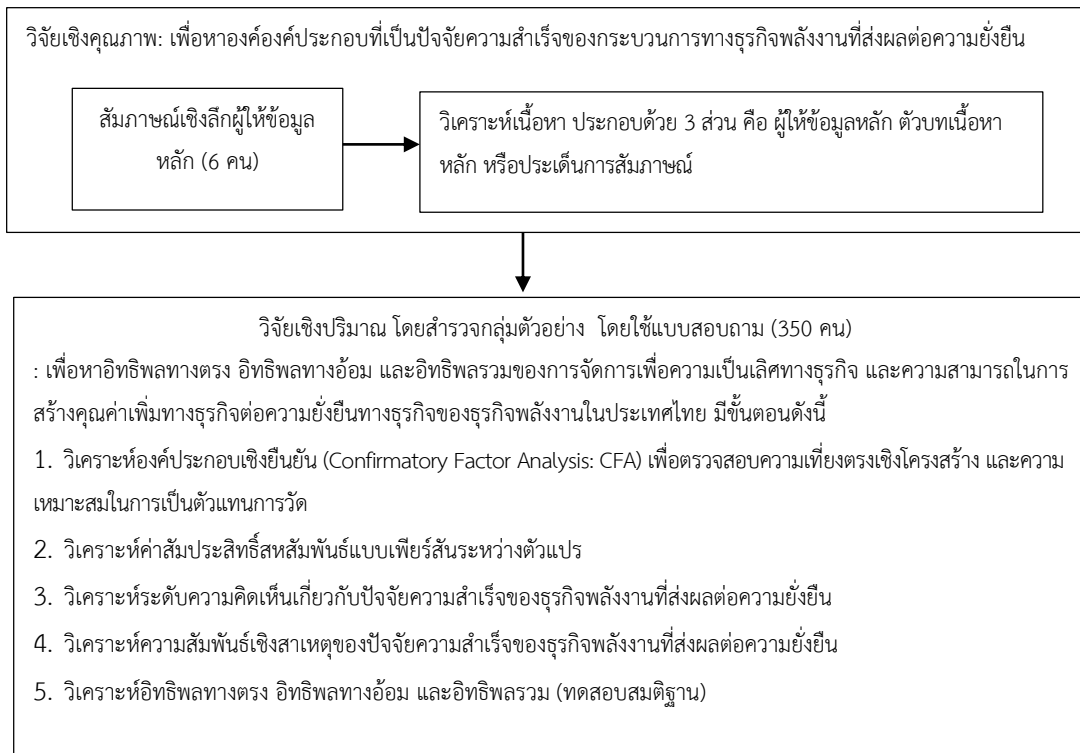 วิจัยเชิงคุณภาพ: เพื่อหาองค์องค์ประกอบที่เป็นปัจจัยความสำเร็จของกระบวนการทางธุรกิจพลังงานที่ส่งผลต่อความยั่งยืน
สัมภาษณ์เชิงลึกผู้ให้ข้อมูล
หลัก (6 คน)
วิเคราะห์เนื้อหา ประกอบด้วย 3 ส่วน คือ ผู้ให้ข้อมูลหลัก ตัวบทเนื้อหา
หลัก หรือประเด็นการสัมภาษณ์
วิจัยเชิงปริมาณ โดยสำรวจกลุ่มตัวอย่าง โดยใช้แบบสอบถาม (350 คน)
: เพื่อหาอิทธิพลทางตรง อิทธิพลทางอ้อม และอิทธิพลรวมของการจัดการเพื่อความเป็นเลิศทางธุรกิจ และความสามารถในการ
สร้างคุณค่าเพิ่มทางธุรกิจต่อความยั่งยืนทางธุรกิจของธุรกิจพลังงานในประเทศไทย มีขั้นตอนดังนี้
1. วิเคราะห์องค์ประกอบเชิงยืนยัน (Confirmatory Factor Analysis: CFA) เพื่อตรวจสอบความเที่ยงตรงเชิงโครงสร้าง และความ
เหมาะสมในการเป็นตัวแทนการวัด
2. วิเคราะห์ค่าสัมประสิทธิ์สหสัมพันธ์แบบเพียร์สันระหว่างตัวแปร
3. วิเคราะห์ระดับความคิดเห็นเกี่ยวกับปัจจัยความสำเร็จของธุรกิจพลังงานที่ส่งผลต่อความยั่งยืน
4. วิเคราะห์ความสัมพันธ์เชิงสาเหตุของปัจจัยความสำเร็จของธุรกิจพลังงานที่ส่งผลต่อความยั่งยืน
5. วิเคราะห์อิทธิพลทางตรง อิทธิพลทางอ้อม และอิทธิพลรวม (ทดสอบสมติฐาน)